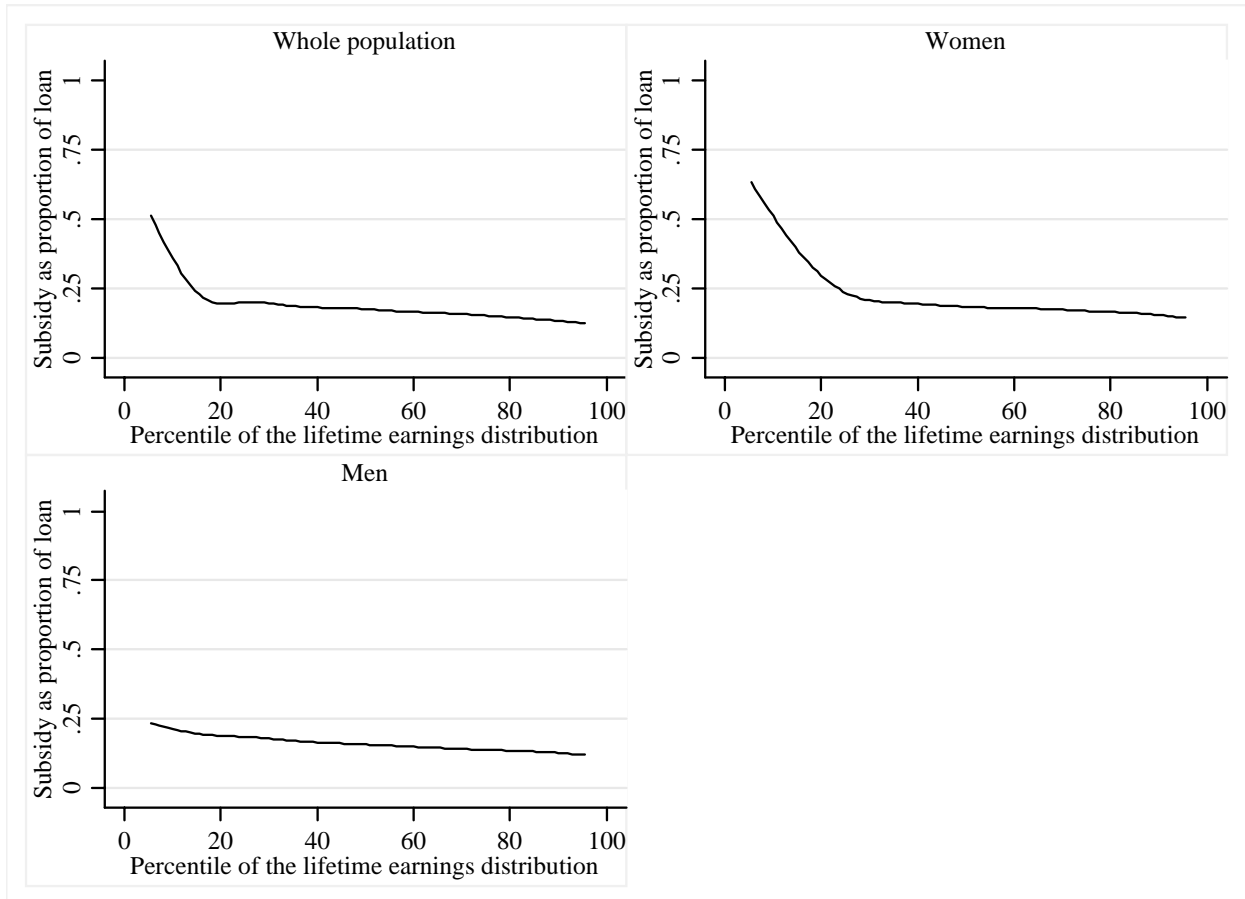 Whole population
Subsidy as proportion of loan
1
.75
.5
.25
0
0 20 40 60 80 100
Percentile of the lifetime earnings distribution
Women
Subsidy as proportion of loan
1
.75
.5
.25
0
0 20 40 60 80 100
Percentile of the lifetime earnings distribution
Men
Subsidy as proportion of loan
1
.75
.5
.25
0
0 20 40 60 80 100
Percentile of the lifetime earnings distribution